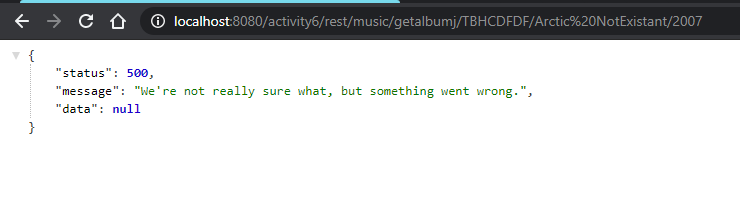 localhost:8080/activity6/rest/music/getalbumj/TBHCDFDF/Arctic%20NotExistant/2007
{
"status": 500,
"message": "We're not really sure what, but something went wrong.",
"data": null
}